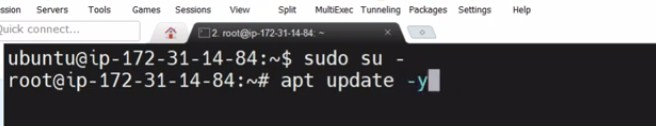 ssion Servers Tools Games Sessions View Split MultiExec Tunneling Packages Settings Help
uick connect...
2. root@ip-172-31-14-84: ~
ubuntu@ip-172-31-14-84:~$ sudo su -
root@ip-172-31-14-84:~# apt update -y